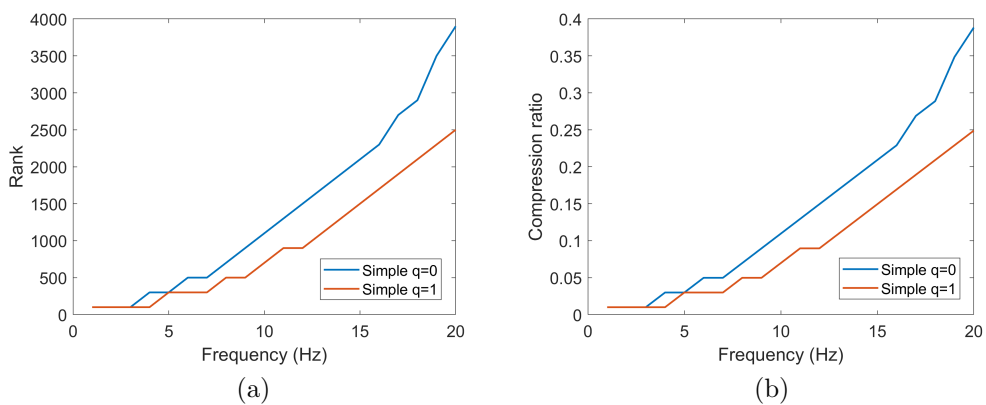 4000
3500
3000
2500
2000
1500
1000
500
0
Rank
0 5 10 15 20
Frequency (Hz)
Simple q=0
Simple q=1
(a)
0.4
0.35
0.3
0.25
0.2
0.15
0.1
0.05
0
Compression ratio
0 5 10 15 20
Frequency (Hz)
Simple q=0
Simple q=1
(b)